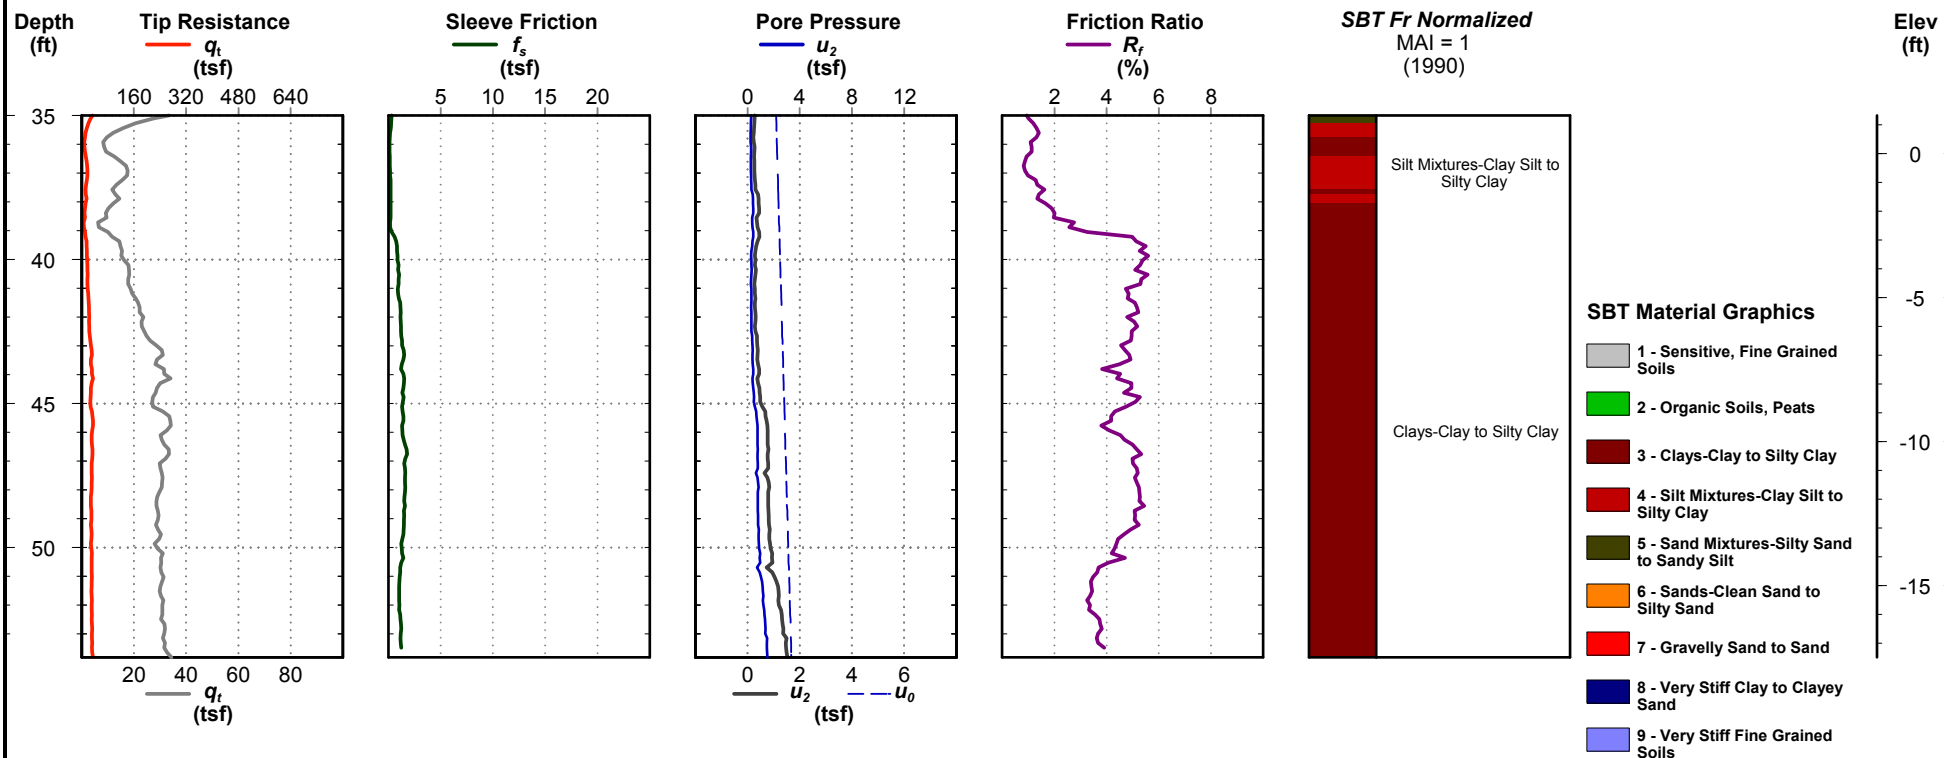 Depth
(ft)
Tip Resistance
qt
(tsf)
160 320 480 640
Sleeve Friction
fs
(tsf)
5 10 15 20
Pore Pressure
u2
(tsf)
0 4 8 12
Friction Ratio
Rf
(%)
2 4 6 8
SBT Fr Normalized
MAI = 1
(1990)
Elev
(ft)
35
40
45
50
20 40 60 80
qt
(tsf)
0 2 4 6
u2 u0
(tsf)
Silt Mixtures-Clay Silt to
Silty Clay
Clays-Clay to Silty Clay
0
-5
-10
-15
SBT Material Graphics
1 - Sensitive, Fine Grained
Soils
2 - Organic Soils, Peats
3 - Clays-Clay to Silty Clay
4 - Silt Mixtures-Clay Silt to
Silty Clay
5 - Sand Mixtures-Silty Sand
to Sandy Silt
6 - Sands-Clean Sand to
Silty Sand
7 - Gravelly Sand to Sand
8 - Very Stiff Clay to Clayey
Sand
9 - Very Stiff Fine Grained
Soils